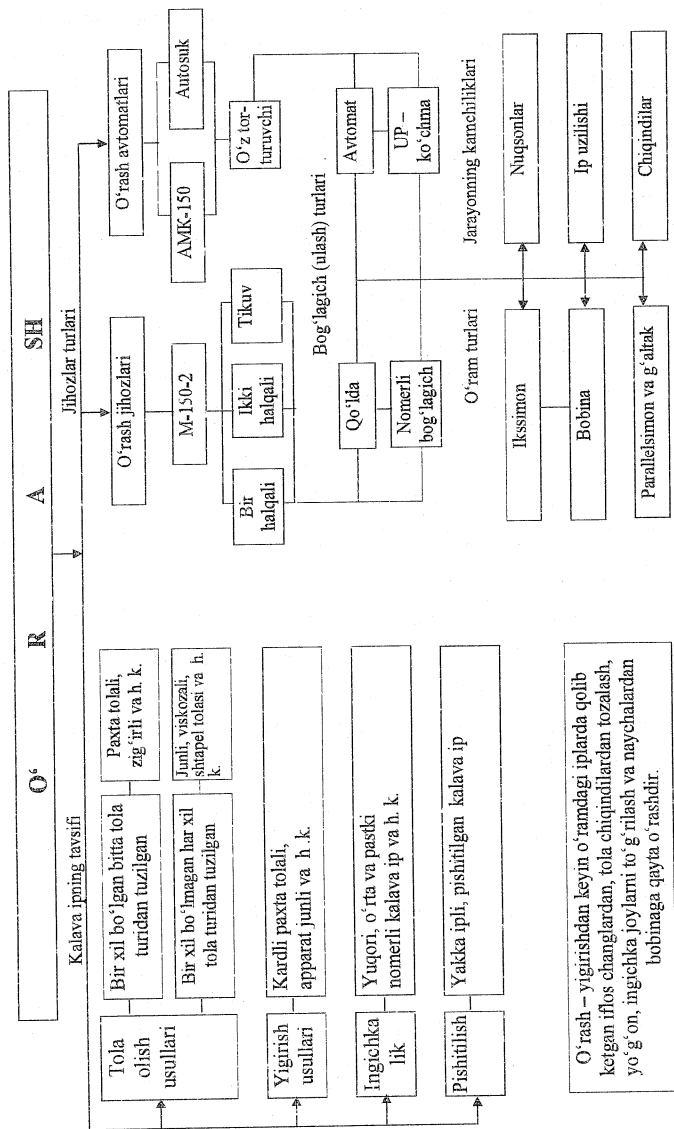 O‘ R A SH
Kalava ipning tavsifi
Jihozlar turlari
Tola
olish
usullari
Bir xil bo‘lgan bitta tola
turidan tuzilgan
Paxta tolali,
zig‘irli va h. k.
Bir xil bo‘lmagan har xil
tola turidan tuzilgan
Junli, viskozali,
shtapel tolasi va h.
k.
Yigirish
usullari
Kardli paxta tolali,
apparat junli va h .k.
Ingichka
lik
Yuqori, o‘rta va pastki
nomerli kalava ip va h. k.
Pishitilish
Yakka ipli, pishitilgan kalava ip
O‘rash – yigirishdan keyin o‘ramdagi iplarda qolib
ketgan iflos changlardan, tola chiqindilardan tozalash,
yo‘g‘on, ingichka joylarni to‘g‘rilash va naychalardan
bobinaga qayta o‘rashdir.
O‘rash jihozlari
M-150-2
Bir
halqali
Ikki
halqali
Tikuv
O‘rash avtomatlari
AMK-150
Autosuk
O‘z tor-
turuvchi
Bog‘lagich (ulash) turlari
Qo‘lda
Avtomat
Nomerli
bog‘lagich
UP –
ko‘chma
O‘ram turlari
Jarayonning kamchiliklari
Ikssimon
Nuqsonlar
Bobina
Ip uzilishi
Parallelsimon va g‘altak
Chiqindilar